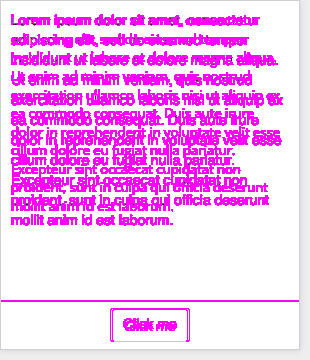 Lorem ipsum dolor sit amet, consectetur
adipiscing elit, sed do eiusmod tempor
incididunt ut labore et dolore magna aliqua.
Ut enim ad minim veniam, quis nostrud
exercitation ullamco laboris nisi ut aliquip ex
ea commodo consequat. Duis aute irure
dolor in reprehenderit in voluptate velit esse
cillum dolore eu fugiat nulla pariatur.
Excepteur sint occaecat cupidatat non
proident, sunt in culpa qui officia deserunt
mollit anim id est laborum.
Click me